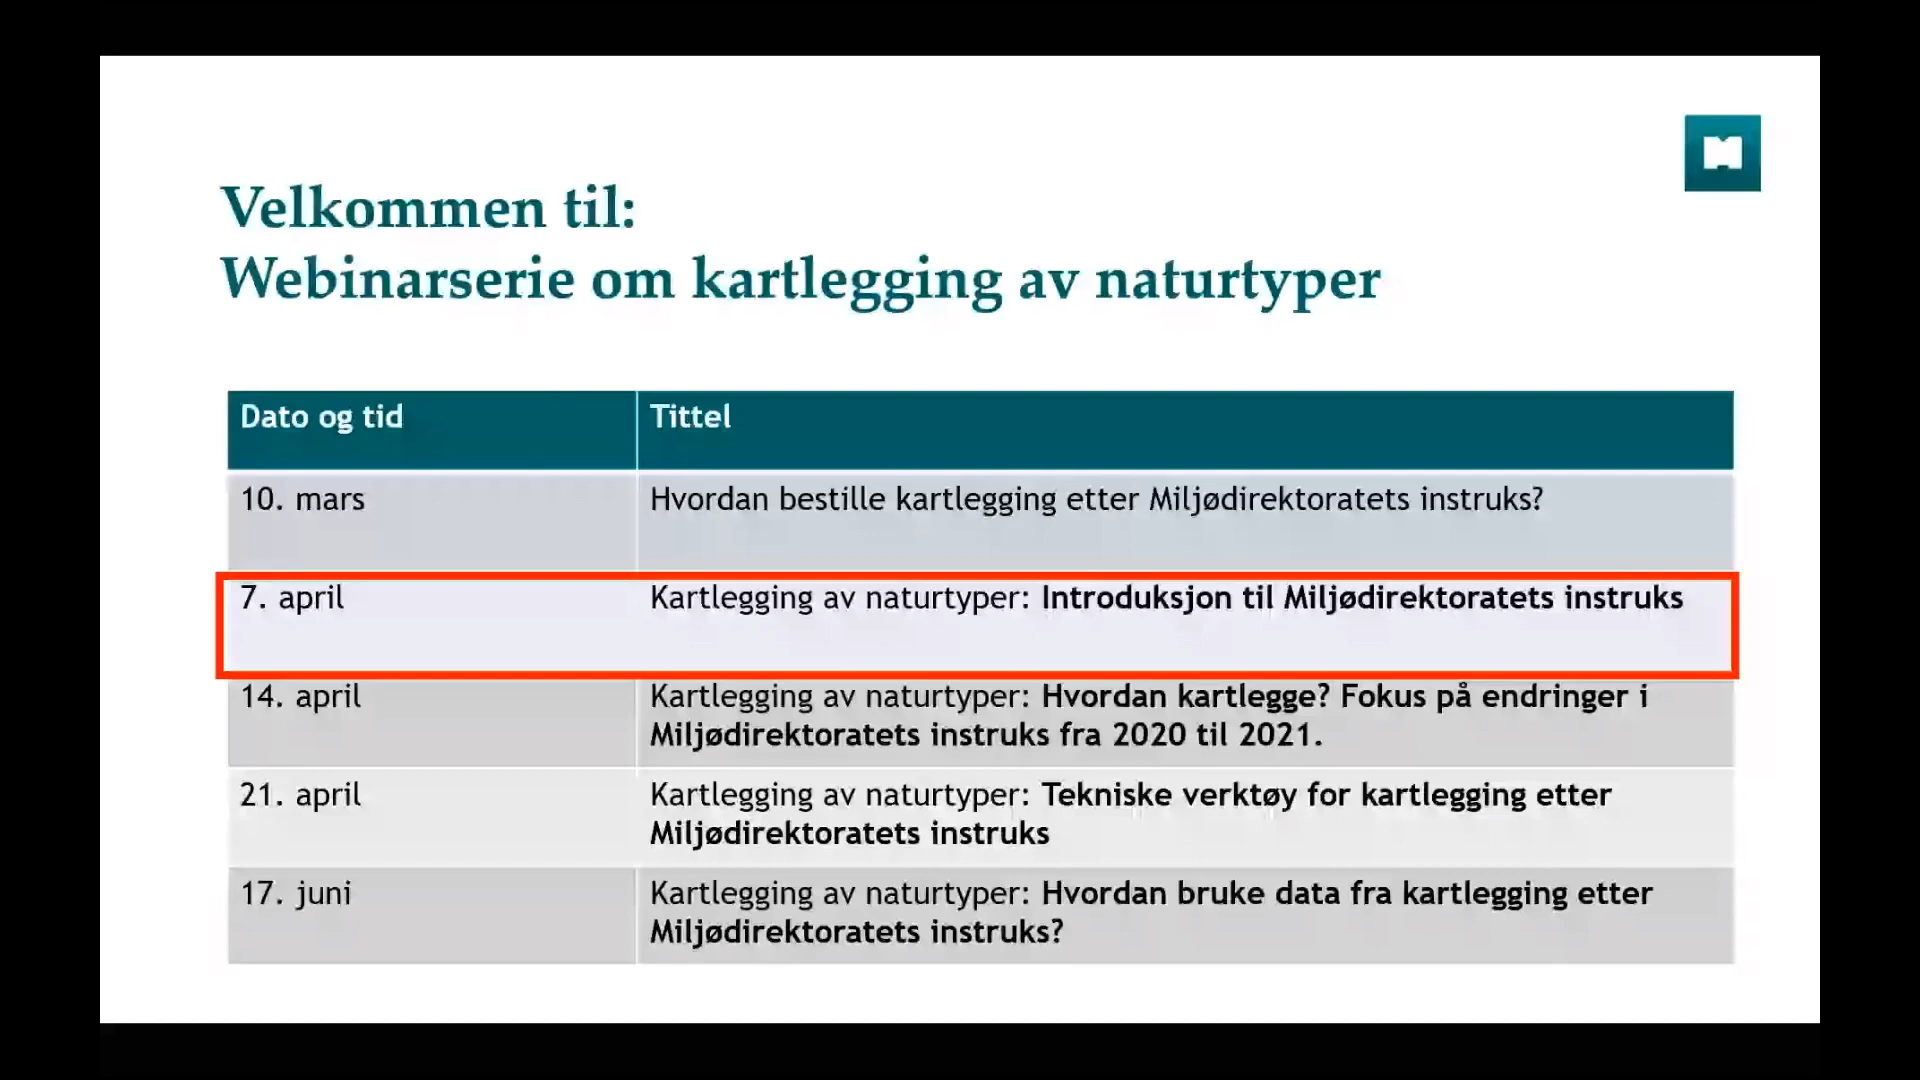 Velkommen til:
Webinarserie om kartlegging av naturtyper
Dato og tid
Tittel
10. mars
Hvordan bestille kartlegging etter Miljødirektoratets instruks?
7. april
Kartlegging av naturtyper: Introduksjon til Miljødirektoratets instruks
14. april
Kartlegging av naturtyper: Hvordan kartlegge? Fokus på endringer i
Miljødirektoratets instruks fra 2020 til 2021.
21. april
Kartlegging av naturtyper: Tekniske verktøy for kartlegging etter
Miljødirektoratets instruks
17. juni
Kartlegging av naturtyper: Hvordan bruke data fra kartlegging etter
Miljødirektoratets instruks?